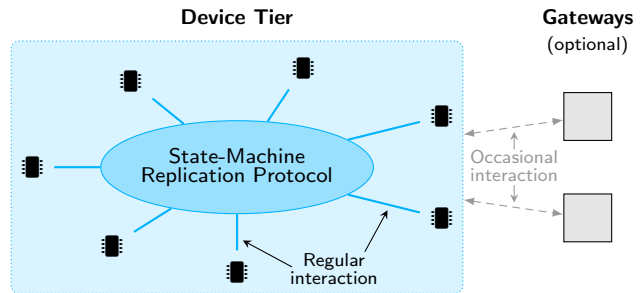 Device Tier
Gateways
(optional)
State-Machine
Replication Protocol
Occasional
interaction
Regular
interaction